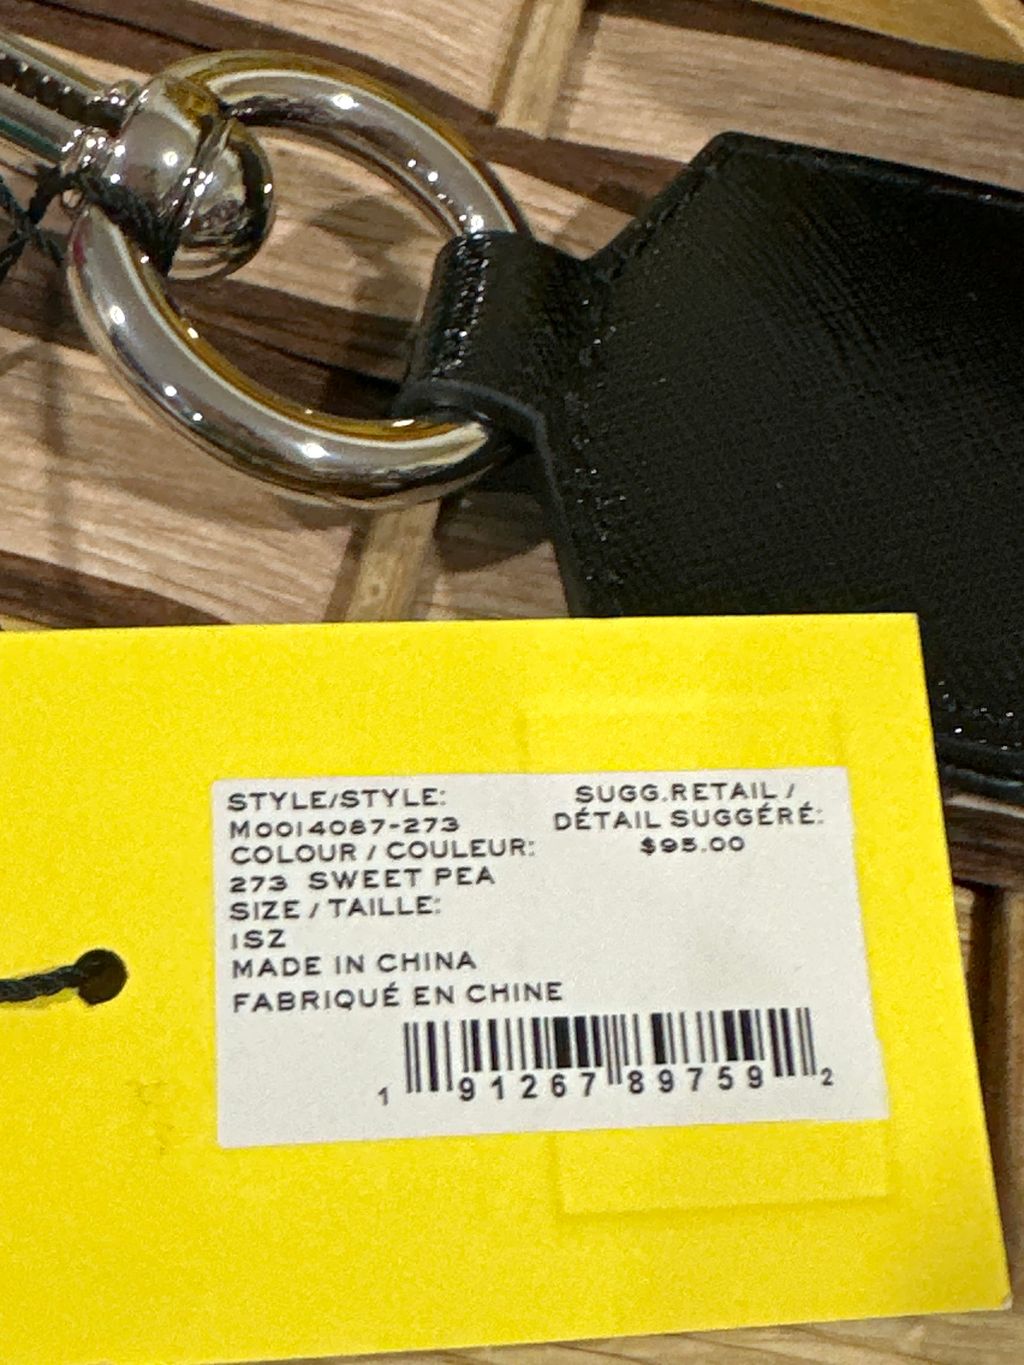 STYLE/STYLE:
M0014087-273
COLOUR / COULEUR:
273 SWEET PEA
SIZE / TAILLE:
1SZ
MADE IN CHINA
FABRIQUÉ EN CHINE
SUGG.RETAIL /
DÉTAIL SUGGÉRÉ:
$95.00
1 91267 89759 2